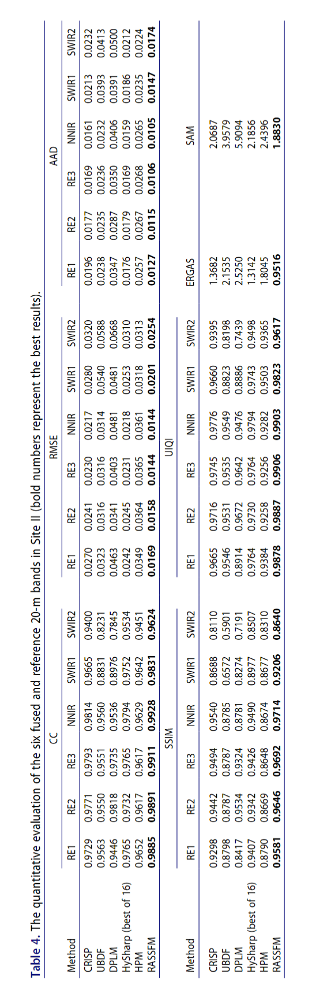 Table 4. The quantitative evaluation of the six fused and reference 20-m bands in Site II (bold numbers represent the best results).
CC RMSE AAD
Method RE1 RE2 RE3 NNIR SWIR1 SWIR2 RE1 RE2 RE3 NNIR SWIR1 SWIR2 RE1 RE2 RE3 NNIR SWIR1 SWIR2
CRISP 0.9729 0.9771 0.9793 0.9814 0.9665 0.9400 0.0270 0.0241 0.0230 0.0217 0.0280 0.0320 0.0196 0.0177 0.0169 0.0161 0.0213 0.0232
UBDF 0.9563 0.9550 0.9551 0.9560 0.8831 0.8231 0.0323 0.0316 0.0316 0.0314 0.0540 0.0588 0.0238 0.0235 0.0236 0.0232 0.0393 0.0413
DPLM 0.9446 0.9818 0.9735 0.9536 0.8976 0.7845 0.0463 0.0341 0.0403 0.0481 0.0481 0.0668 0.0347 0.0287 0.0350 0.0406 0.0391 0.0500
HySharp (best of 16) 0.9765 0.9732 0.9765 0.9794 0.9752 0.9534 0.0242 0.0245 0.0231 0.0218 0.0253 0.0310 0.0176 0.0179 0.0169 0.0159 0.0186 0.0212
HPM 0.9652 0.9617 0.9617 0.9629 0.9642 0.9451 0.0349 0.0364 0.0365 0.0361 0.0318 0.0313 0.0257 0.0267 0.0268 0.0265 0.0235 0.0224
RASSFM 0.9885 0.9891 0.9911 0.9928 0.9831 0.9624 0.0169 0.0158 0.0144 0.0144 0.0201 0.0254 0.0127 0.0115 0.0106 0.0105 0.0147 0.0174
SSIM UIQI
Method RE1 RE2 RE3 NNIR SWIR1 SWIR2 RE1 RE2 RE3 NNIR SWIR1 SWIR2 ERGAS SAM
CRISP 0.9298 0.9442 0.9494 0.9540 0.8688 0.8110 0.9665 0.9716 0.9745 0.9776 0.9660 0.9395 1.3682 2.0687
UBDF 0.8798 0.8787 0.8787 0.8785 0.6572 0.5901 0.9546 0.9531 0.9535 0.9549 0.8823 0.8198 2.1535 3.9579
DPLM 0.8417 0.9534 0.9324 0.8781 0.8274 0.7191 0.8914 0.9672 0.9642 0.9476 0.8886 0.7439 2.5250 5.9094
HySharp (best of 16) 0.9407 0.9342 0.9426 0.9490 0.8977 0.8507 0.9764 0.9730 0.9764 0.9794 0.9743 0.9498 1.3142 2.1856
HPM 0.8790 0.8669 0.8648 0.8674 0.8677 0.8310 0.9384 0.9258 0.9256 0.9282 0.9503 0.9365 1.8045 2.4396
RASSFM 0.9581 0.9646 0.9692 0.9714 0.9206 0.8640 0.9878 0.9887 0.9906 0.9903 0.9823 0.9617 0.9516 1.8830